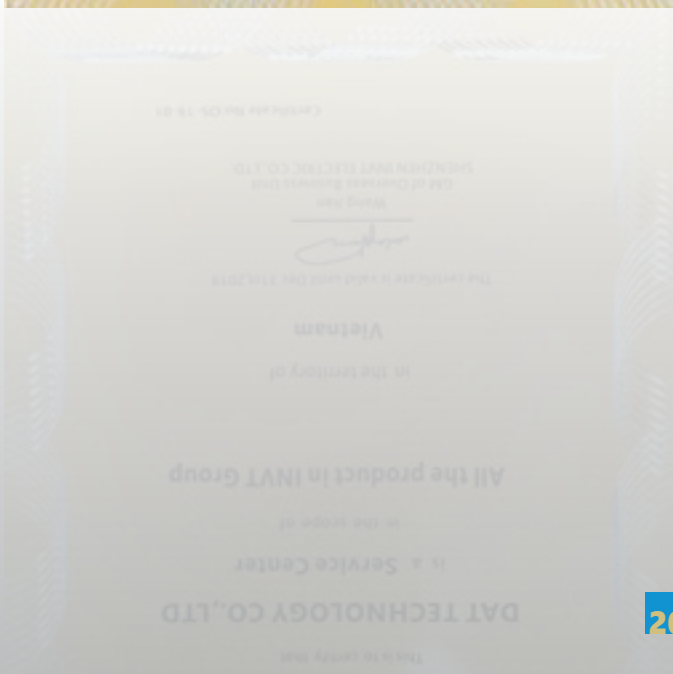 This is to certify that
DAT TECHNOLOGY CO.,LTD
is a Service Center
in the scope of
All the product in INVT Group
in the territory of
Vietnam
The certificate is valid until Dec 31st,2019
GM of Overseas Business Unit
SHENZHEN INVT ELECTRIC CO.,LTD.
Certificate No.